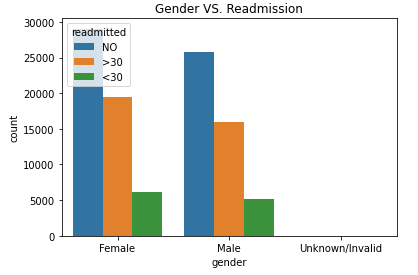 Gender VS. Readmission
readmitted
NO
>30
<30
30000
25000
20000
15000
10000
5000
0
count
Female
Male
Unknown/Invalid
gender